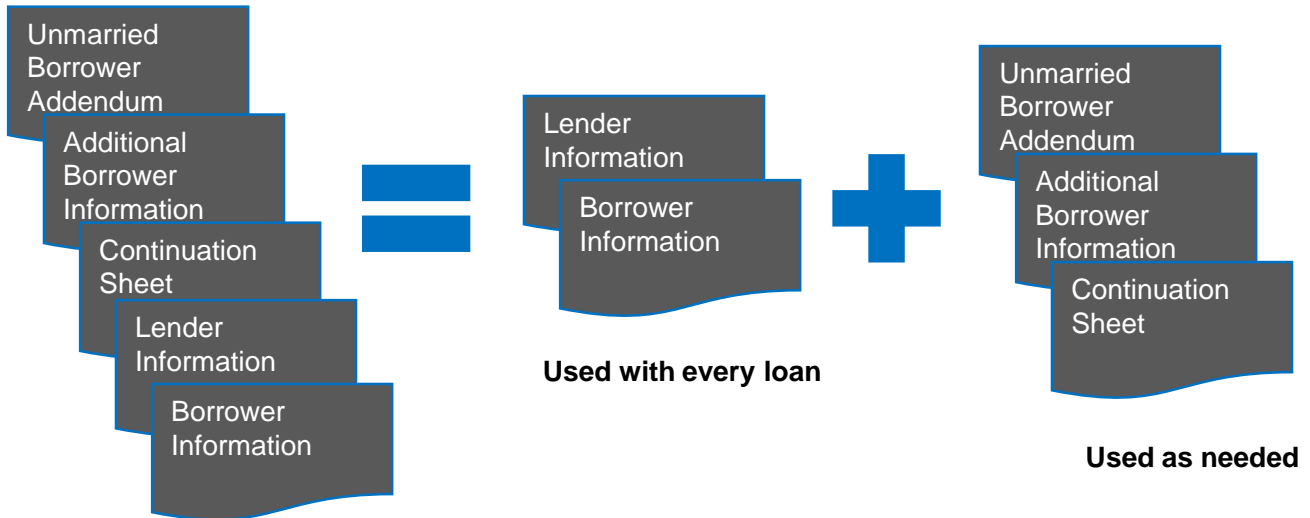 Unmarried
Borrower
Addendum
Additional
Borrower
Information
Continuation
Sheet
Lender
Information
Borrower
Information
Lender
Information
Borrower
Information
Used with every loan
Unmarried
Borrower
Addendum
Additional
Borrower
Information
Continuation
Sheet
Used as needed